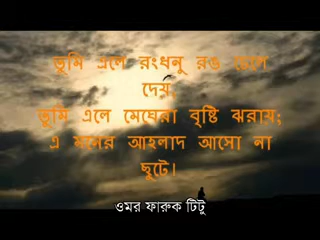 তুমি এলে রংধনু রঙ ঢেলে
দেয়,
তুমি এলে মেঘেরা বৃষ্টি ঝরায়;
এ মনের আহলাদ আসো না
ছুটে।
ওমর ফারুক টিটু